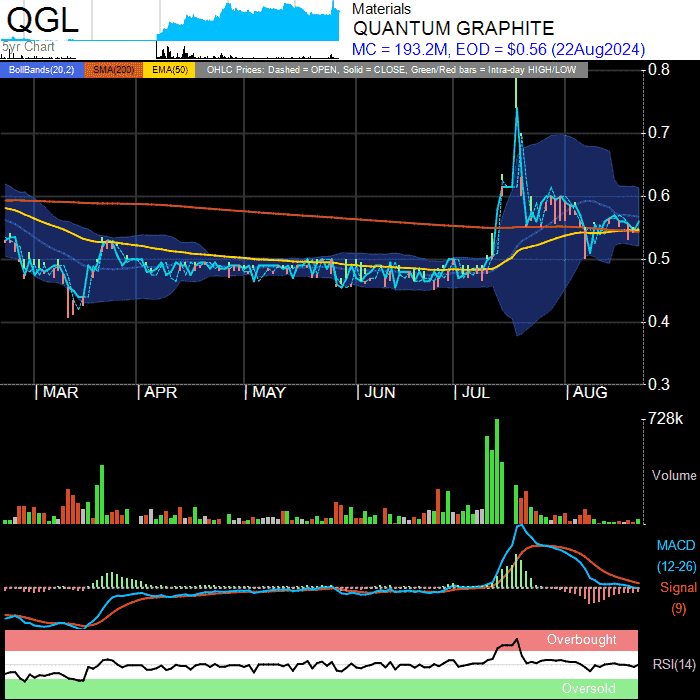 QGL
5yr Chart
Materials
QUANTUM GRAPHITE
MC = 193.2M, EOD = $0.56 (22Aug2024)
BollBands(20,2) SMA(200) EMA(50) OHLC Prices: Dashed = OPEN, Solid = CLOSE, Green/Red bars = Intra-day HIGH/LOW
0.8
0.7
0.6
0.5
0.4
0.3
| MAR | APR | MAY | JUN | JUL | AUG
728k
Volume
MACD
(12-26)
Signal
(9)
Overbought
RSI(14)
Oversold